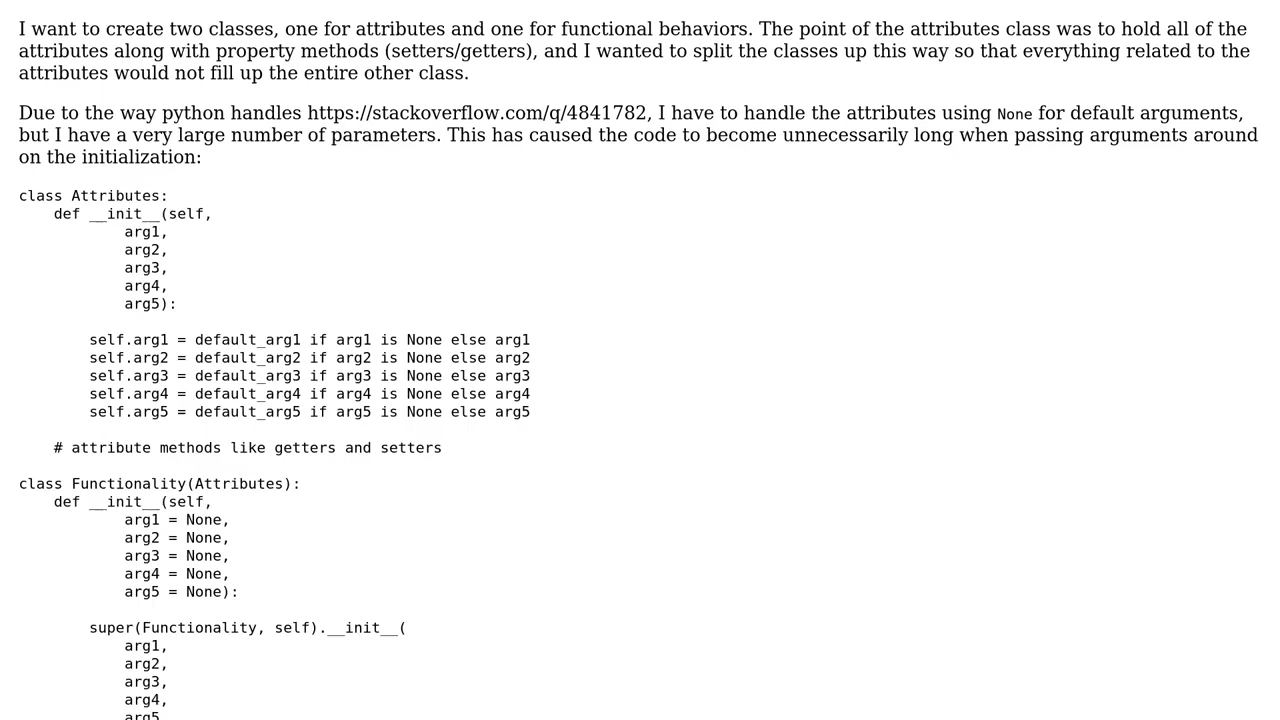 I want to create two classes, one for attributes and one for functional behaviors. The point of the attributes class was to hold all of the
attributes along with property methods (setters/getters), and I wanted to split the classes up this way so that everything related to the
attributes would not fill up the entire other class.
Due to the way python handles https://stackoverflow.com/q/4841782, I have to handle the attributes using None for default arguments,
but I have a very large number of parameters. This has caused the code to become unnecessarily long when passing arguments around
on the initialization:
class Attributes:
    def __init__(self,
            arg1,
            arg2,
            arg3,
            arg4,
            arg5):
        self.arg1 = default_arg1 if arg1 is None else arg1
        self.arg2 = default_arg2 if arg2 is None else arg2
        self.arg3 = default_arg3 if arg3 is None else arg3
        self.arg4 = default_arg4 if arg4 is None else arg4
        self.arg5 = default_arg5 if arg5 is None else arg5
    # attribute methods like getters and setters
class Functionality(Attributes):
    def __init__(self,
            arg1 = None,
            arg2 = None,
            arg3 = None,
            arg4 = None,
            arg5 = None):
        super(Functionality, self).__init__(
            arg1,
            arg2,
            arg3,
            arg4,
            arg5